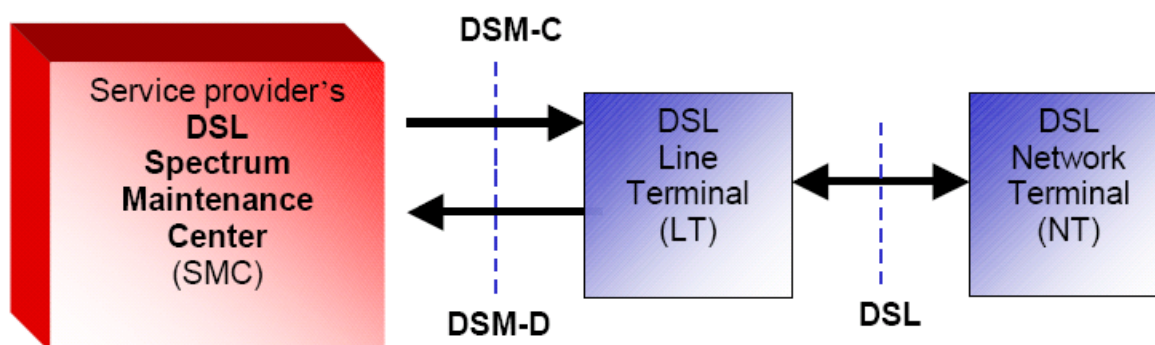 DSM-C
Service provider's
DSL
Spectrum
Maintenance
Center
(SMC)
DSL
Line
Terminal
(LT)
DSL
Network
Terminal
(NT)
DSM-D
DSL